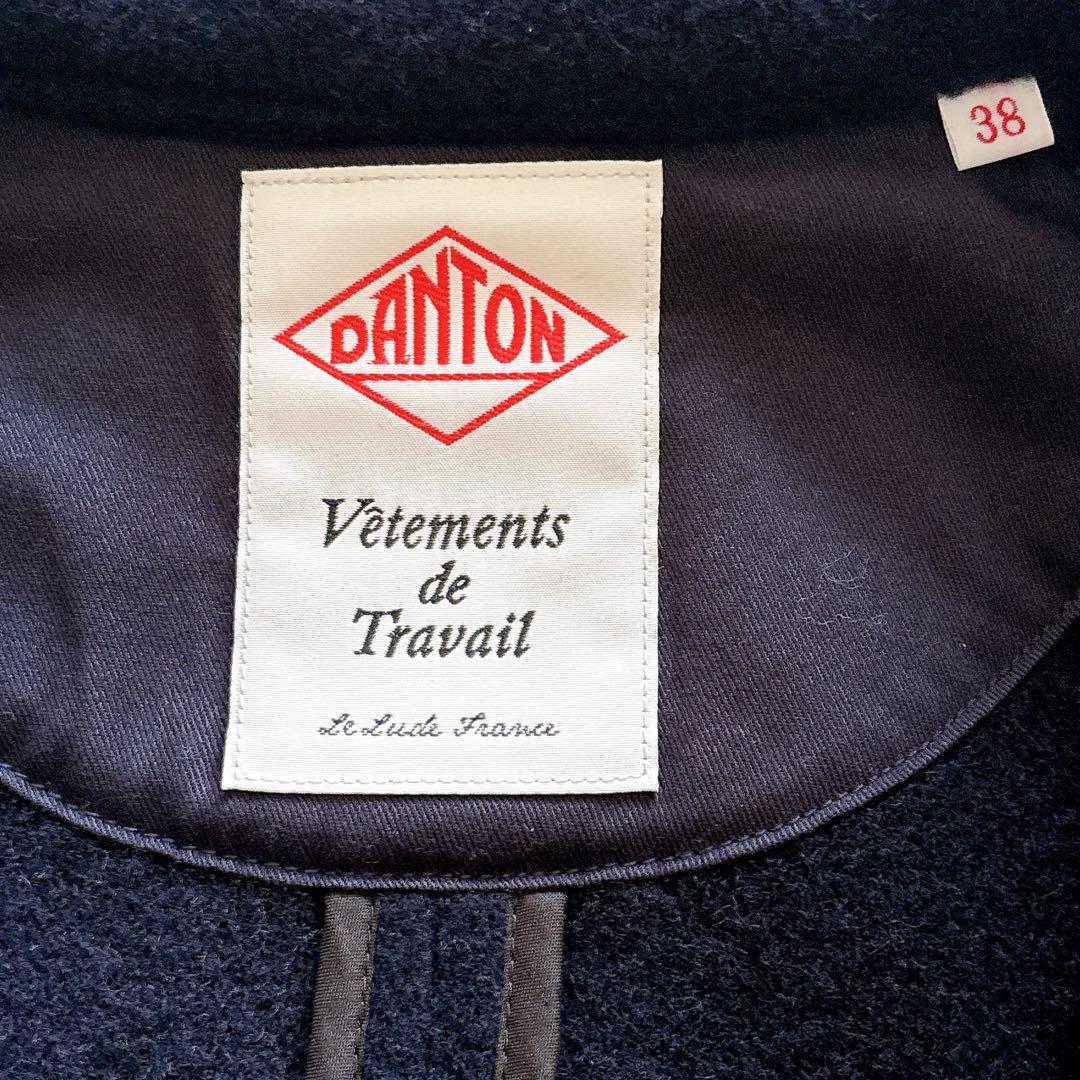 38
DANTON
Vêtements
de
Travail
Le Lude France